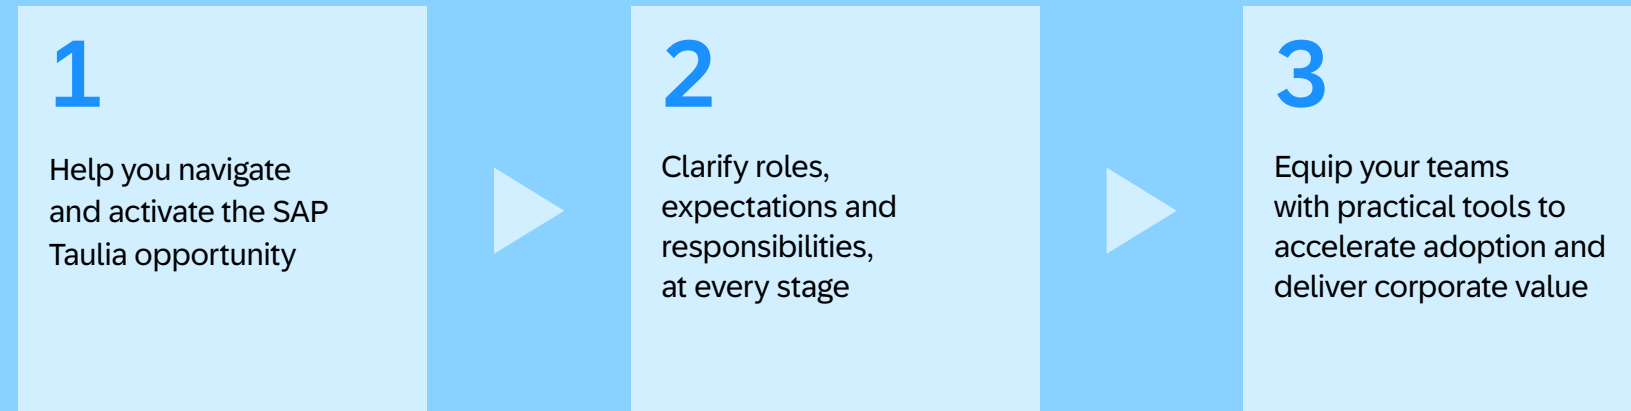 1
Help you navigate
and activate the SAP
Taulia opportunity
2
Clarify roles,
expectations and
responsibilities,
at every stage
3
Equip your teams
with practical tools to
accelerate adoption and
deliver corporate value